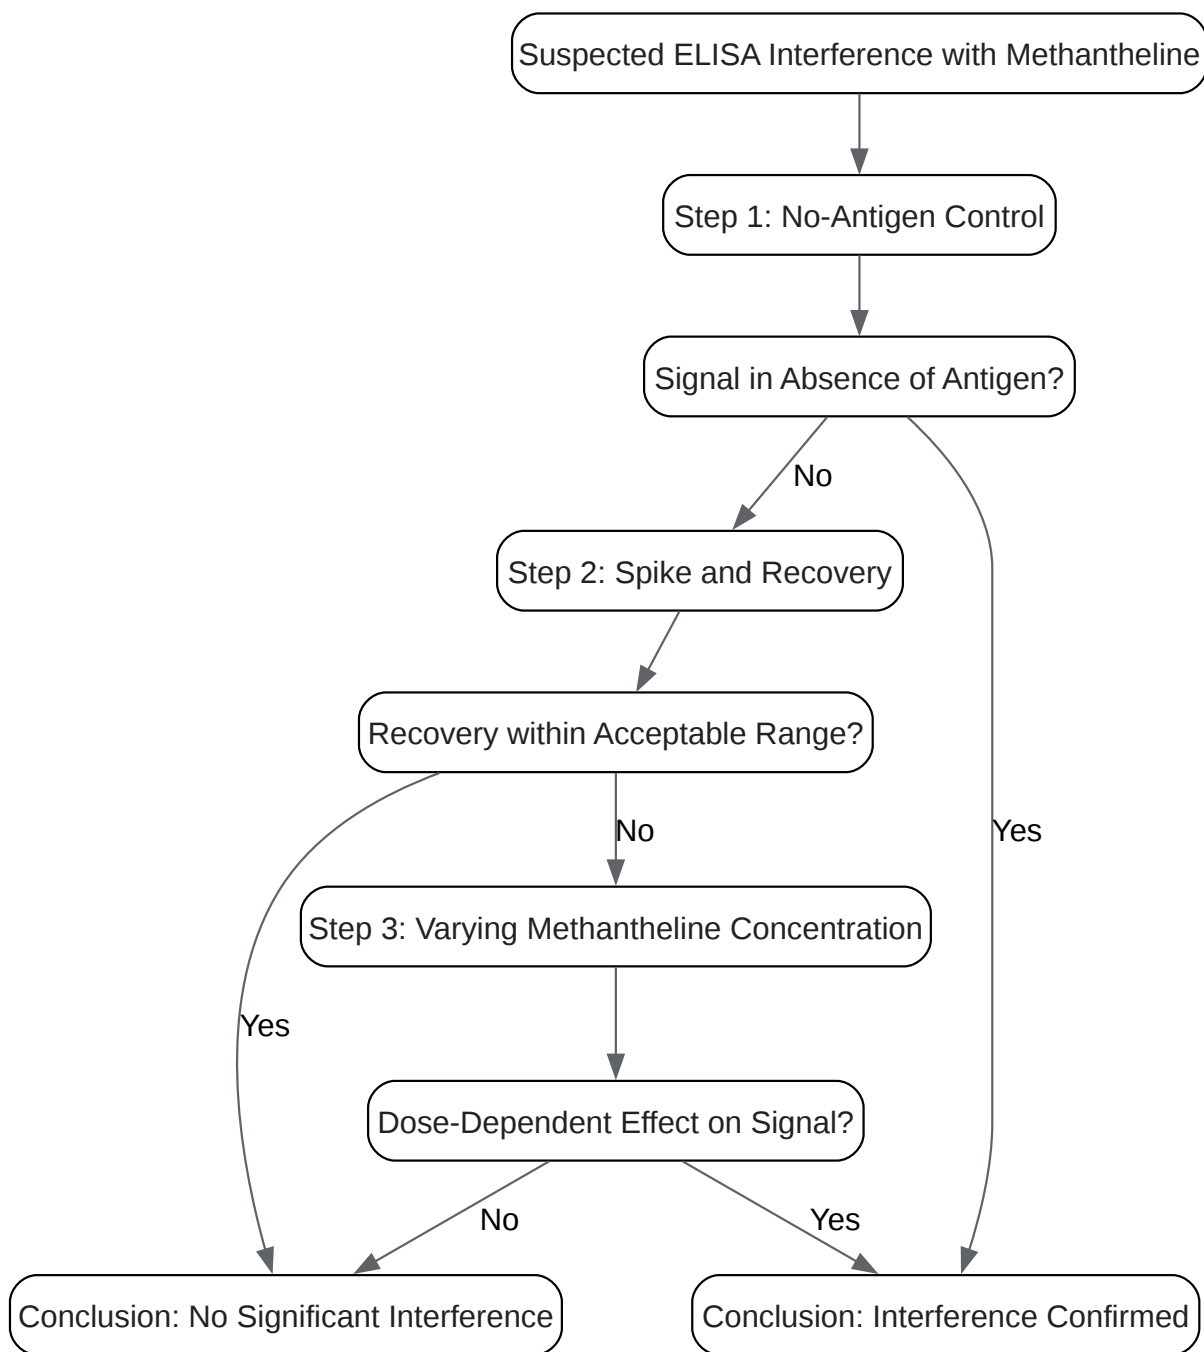 Suspected ELISA Interference with Methantheline
Step 1: No-Antigen Control
Signal in Absence of Antigen?
No
Step 2: Spike and Recovery
Recovery within Acceptable Range?
No
Yes
Step 3: Varying Methantheline Concentration
Yes
Dose-Dependent Effect on Signal?
No
Yes
Conclusion: No Significant Interference
Conclusion: Interference Confirmed